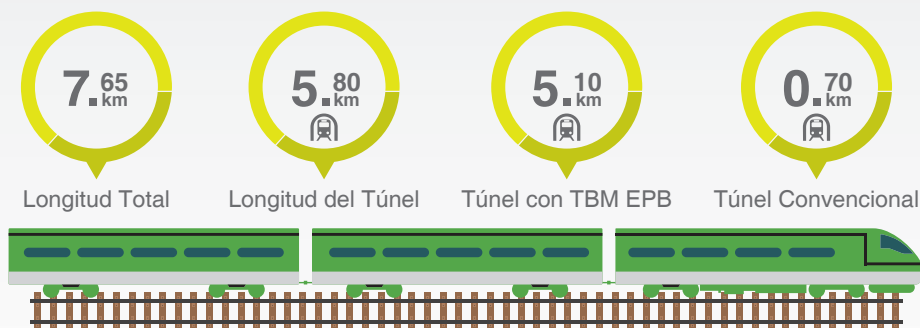 7.65 km
5.80 km
5.10 km
0.70 km
Longitud Total
Longitud del Túnel
Túnel con TBM EPB
Túnel Convencional